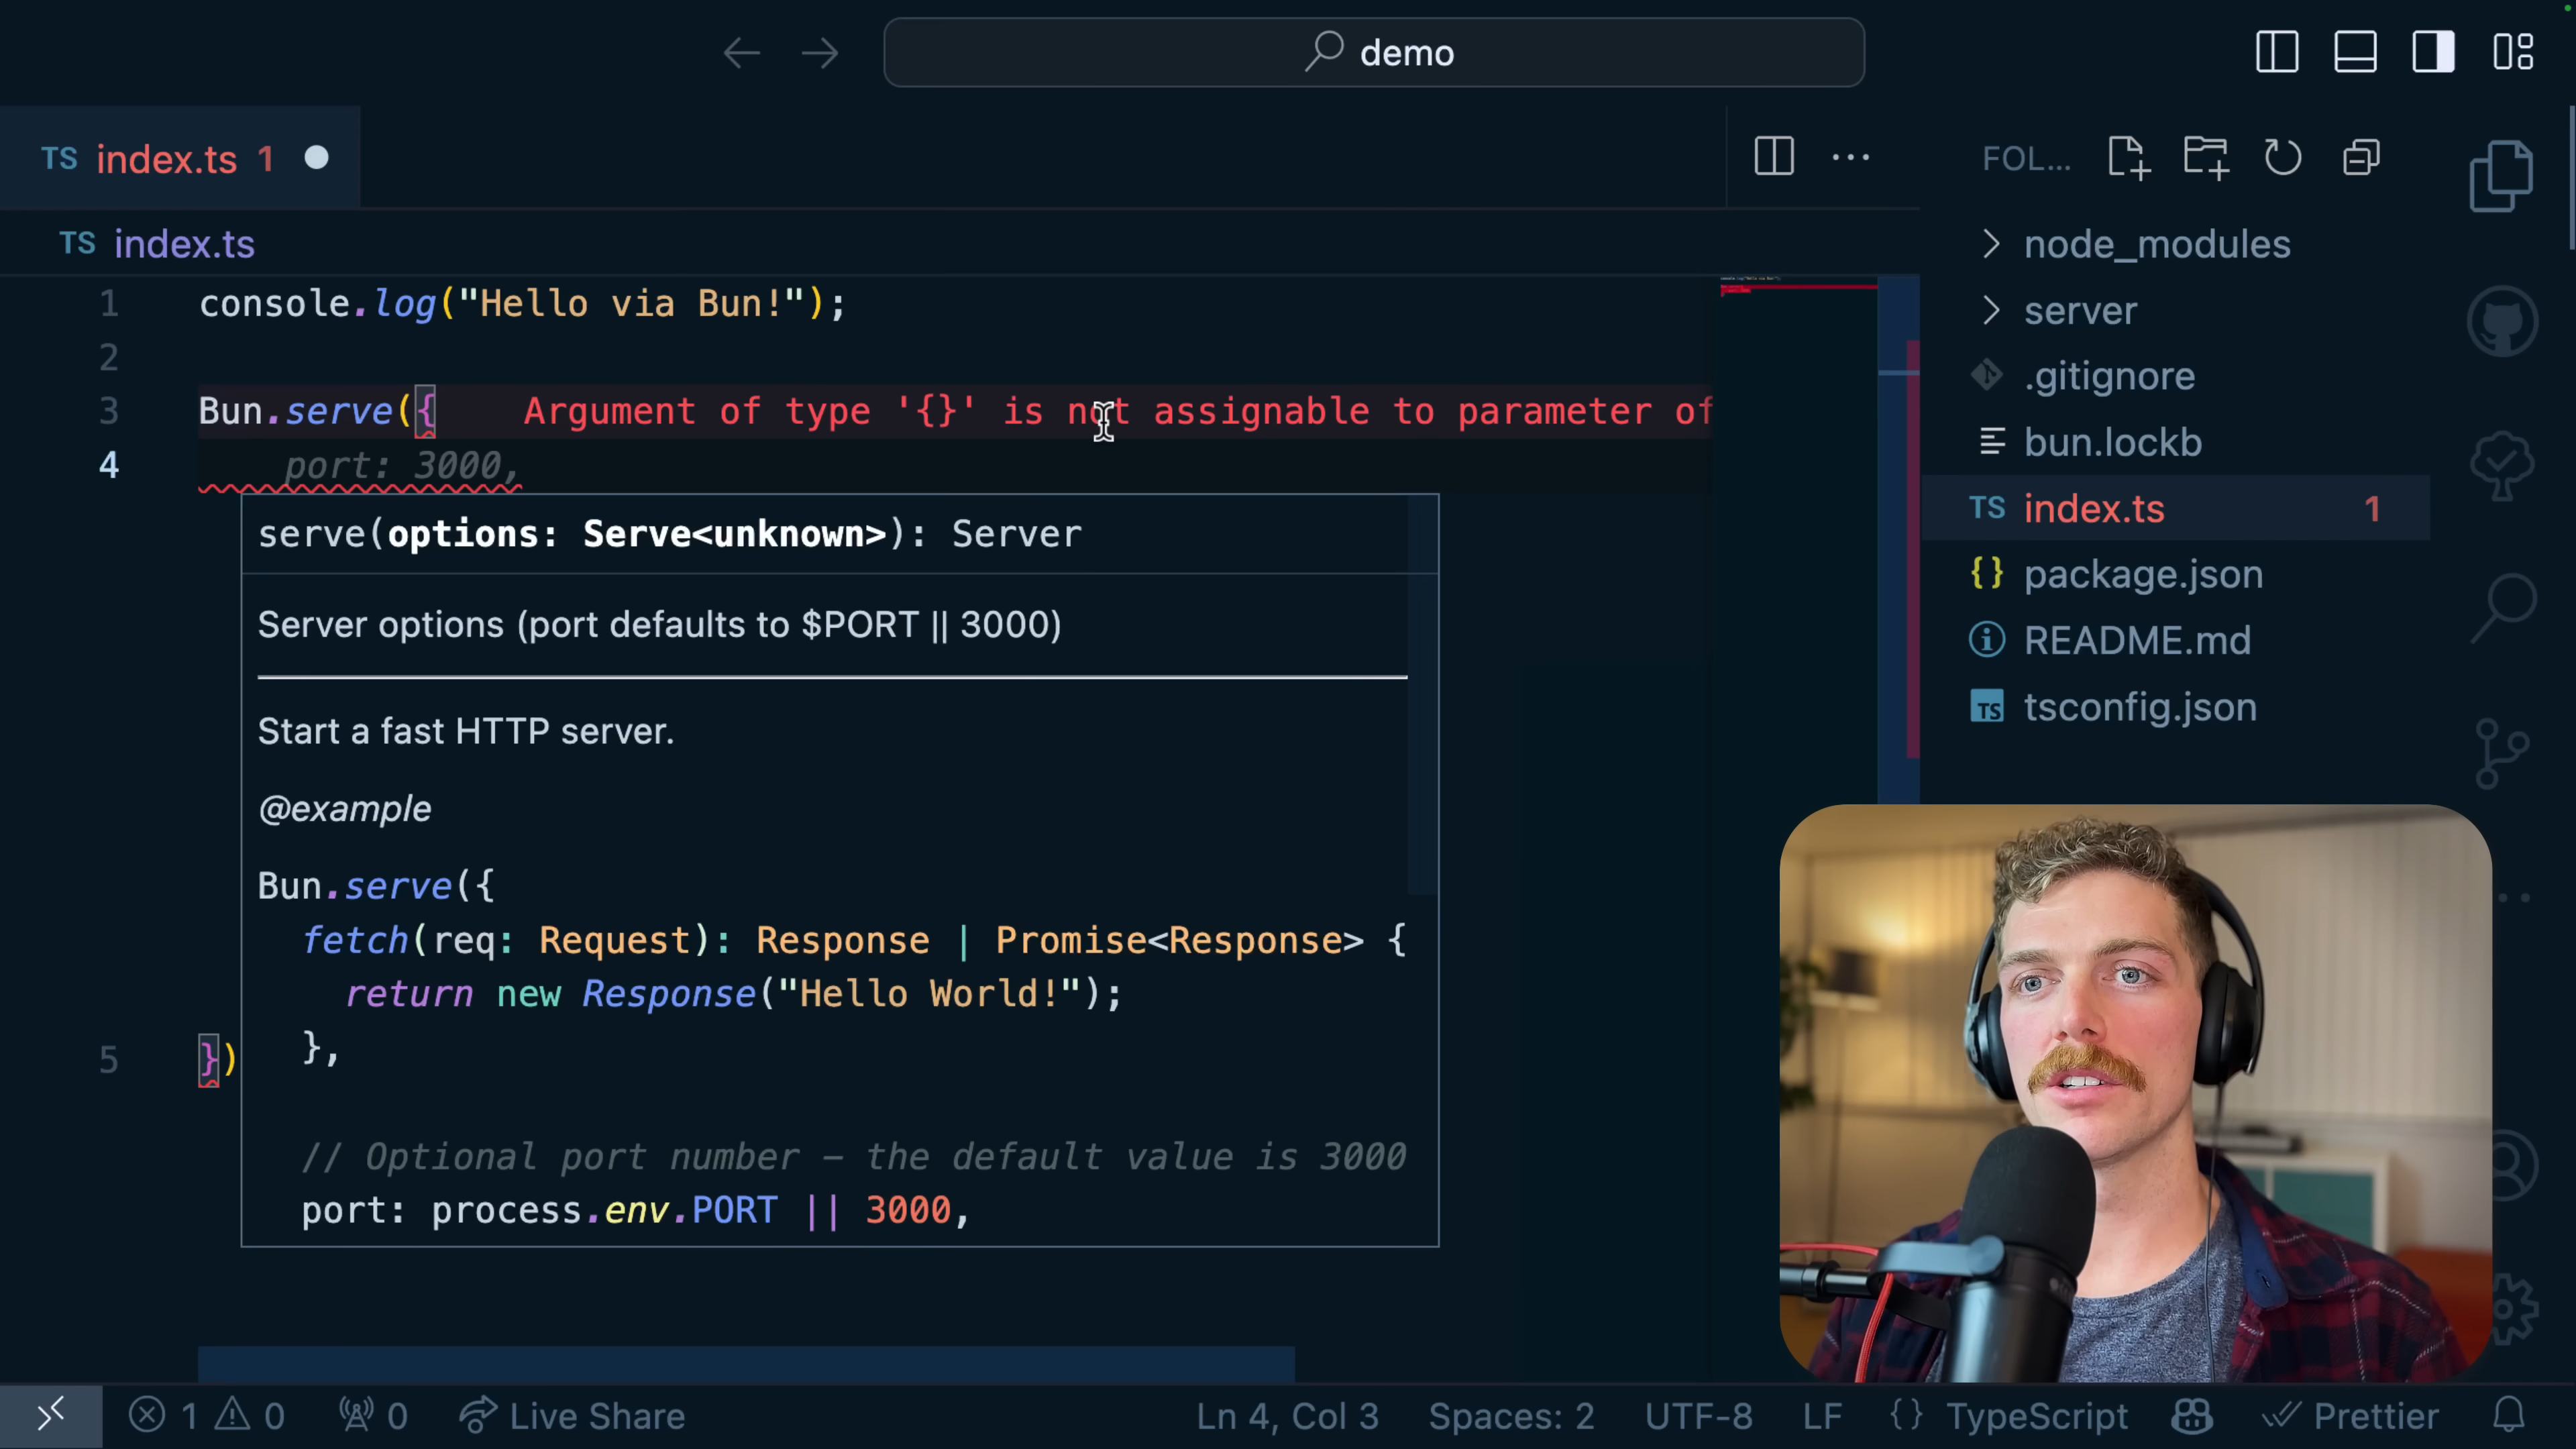 demo
TS index.ts 1
FOL...
TS index.ts
1 console.log("Hello via Bun!");
2
3 Bun.serve({ Argument of type '{}' is not assignable to parameter of
4 port: 3000,
serve(options: Serve<unknown>): Server
Server options (port defaults to $PORT || 3000)
Start a fast HTTP server.
@example
Bun.serve({
fetch(req: Request): Response | Promise<Response> {
return new Response("Hello World!");
},
// Optional port number – the default value is 3000
port: process.env.PORT || 3000,
5 })
node_modules
server
.gitignore
bun.lockb
TS index.ts 1
{} package.json
README.md
TS tsconfig.json
1 0 0 Live Share Ln 4, Col 3 Spaces: 2 UTF-8 LF {} TypeScript Prettier